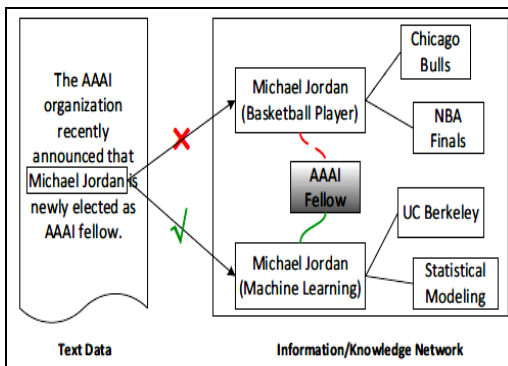 The AAAI
organization
recently
announced that
Michael Jordan is
newly elected as
AAAI fellow.
Michael Jordan
(Basketball Player)
Chicago
Bulls
NBA
Finals
AAAI
Fellow
Michael Jordan
(Machine Learning)
UC Berkeley
Statistical
Modeling
Text Data
Information/Knowledge Network